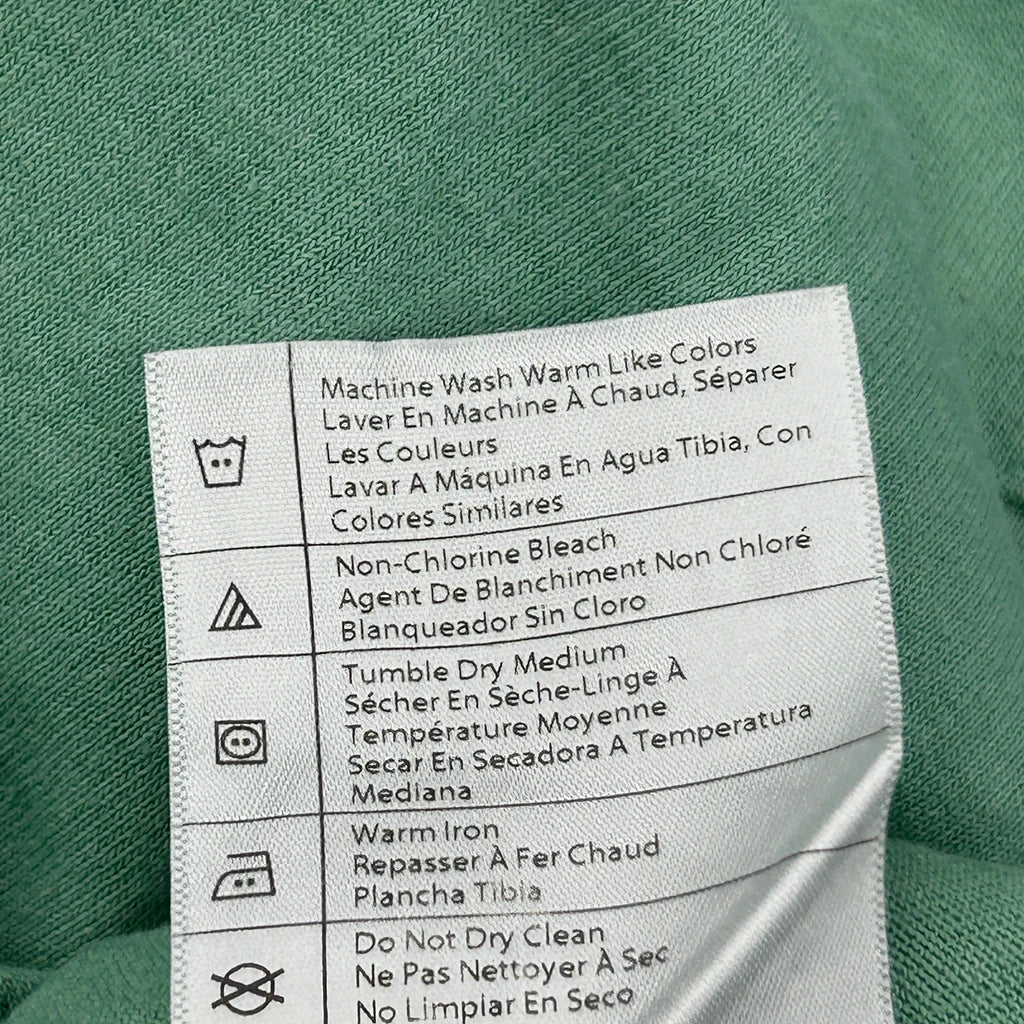 Machine Wash Warm Like Colors
Laver En Machine À Chaud, Séparer
Les Couleurs
Lavar A Máquina En Agua Tibia, Con
Colores Similares
Non-Chlorine Bleach
Agent De Blanchiment Non Chloré
Blanqueador Sin Cloro
Tumble Dry Medium
Sécher En Sèche-Linge À
Température Moyenne
Secar En Secadora A Temperatura
Mediana
Warm Iron
Repasser À Fer Chaud
Plancha Tibia
Do Not Dry Clean
Ne Pas Nettoyer À Sec
No Limpiar En Seco